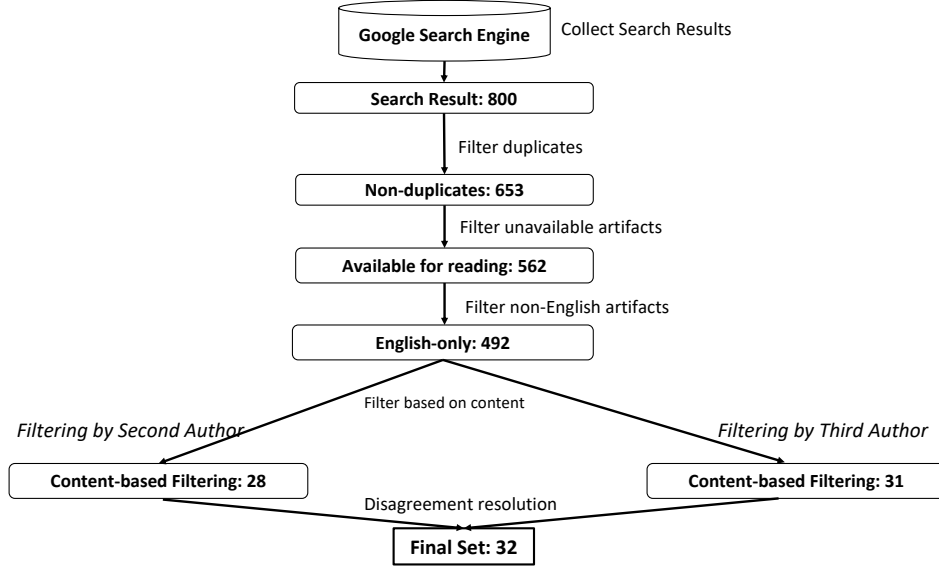 Google Search Engine
Collect Search Results
Search Result: 800
Filter duplicates
Non-duplicates: 653
Filter unavailable artifacts
Available for reading: 562
Filter non-English artifacts
English-only: 492
Filter based on content
Filtering by Second Author
Filtering by Third Author
Content-based Filtering: 28
Content-based Filtering: 31
Disagreement resolution
Final Set: 32